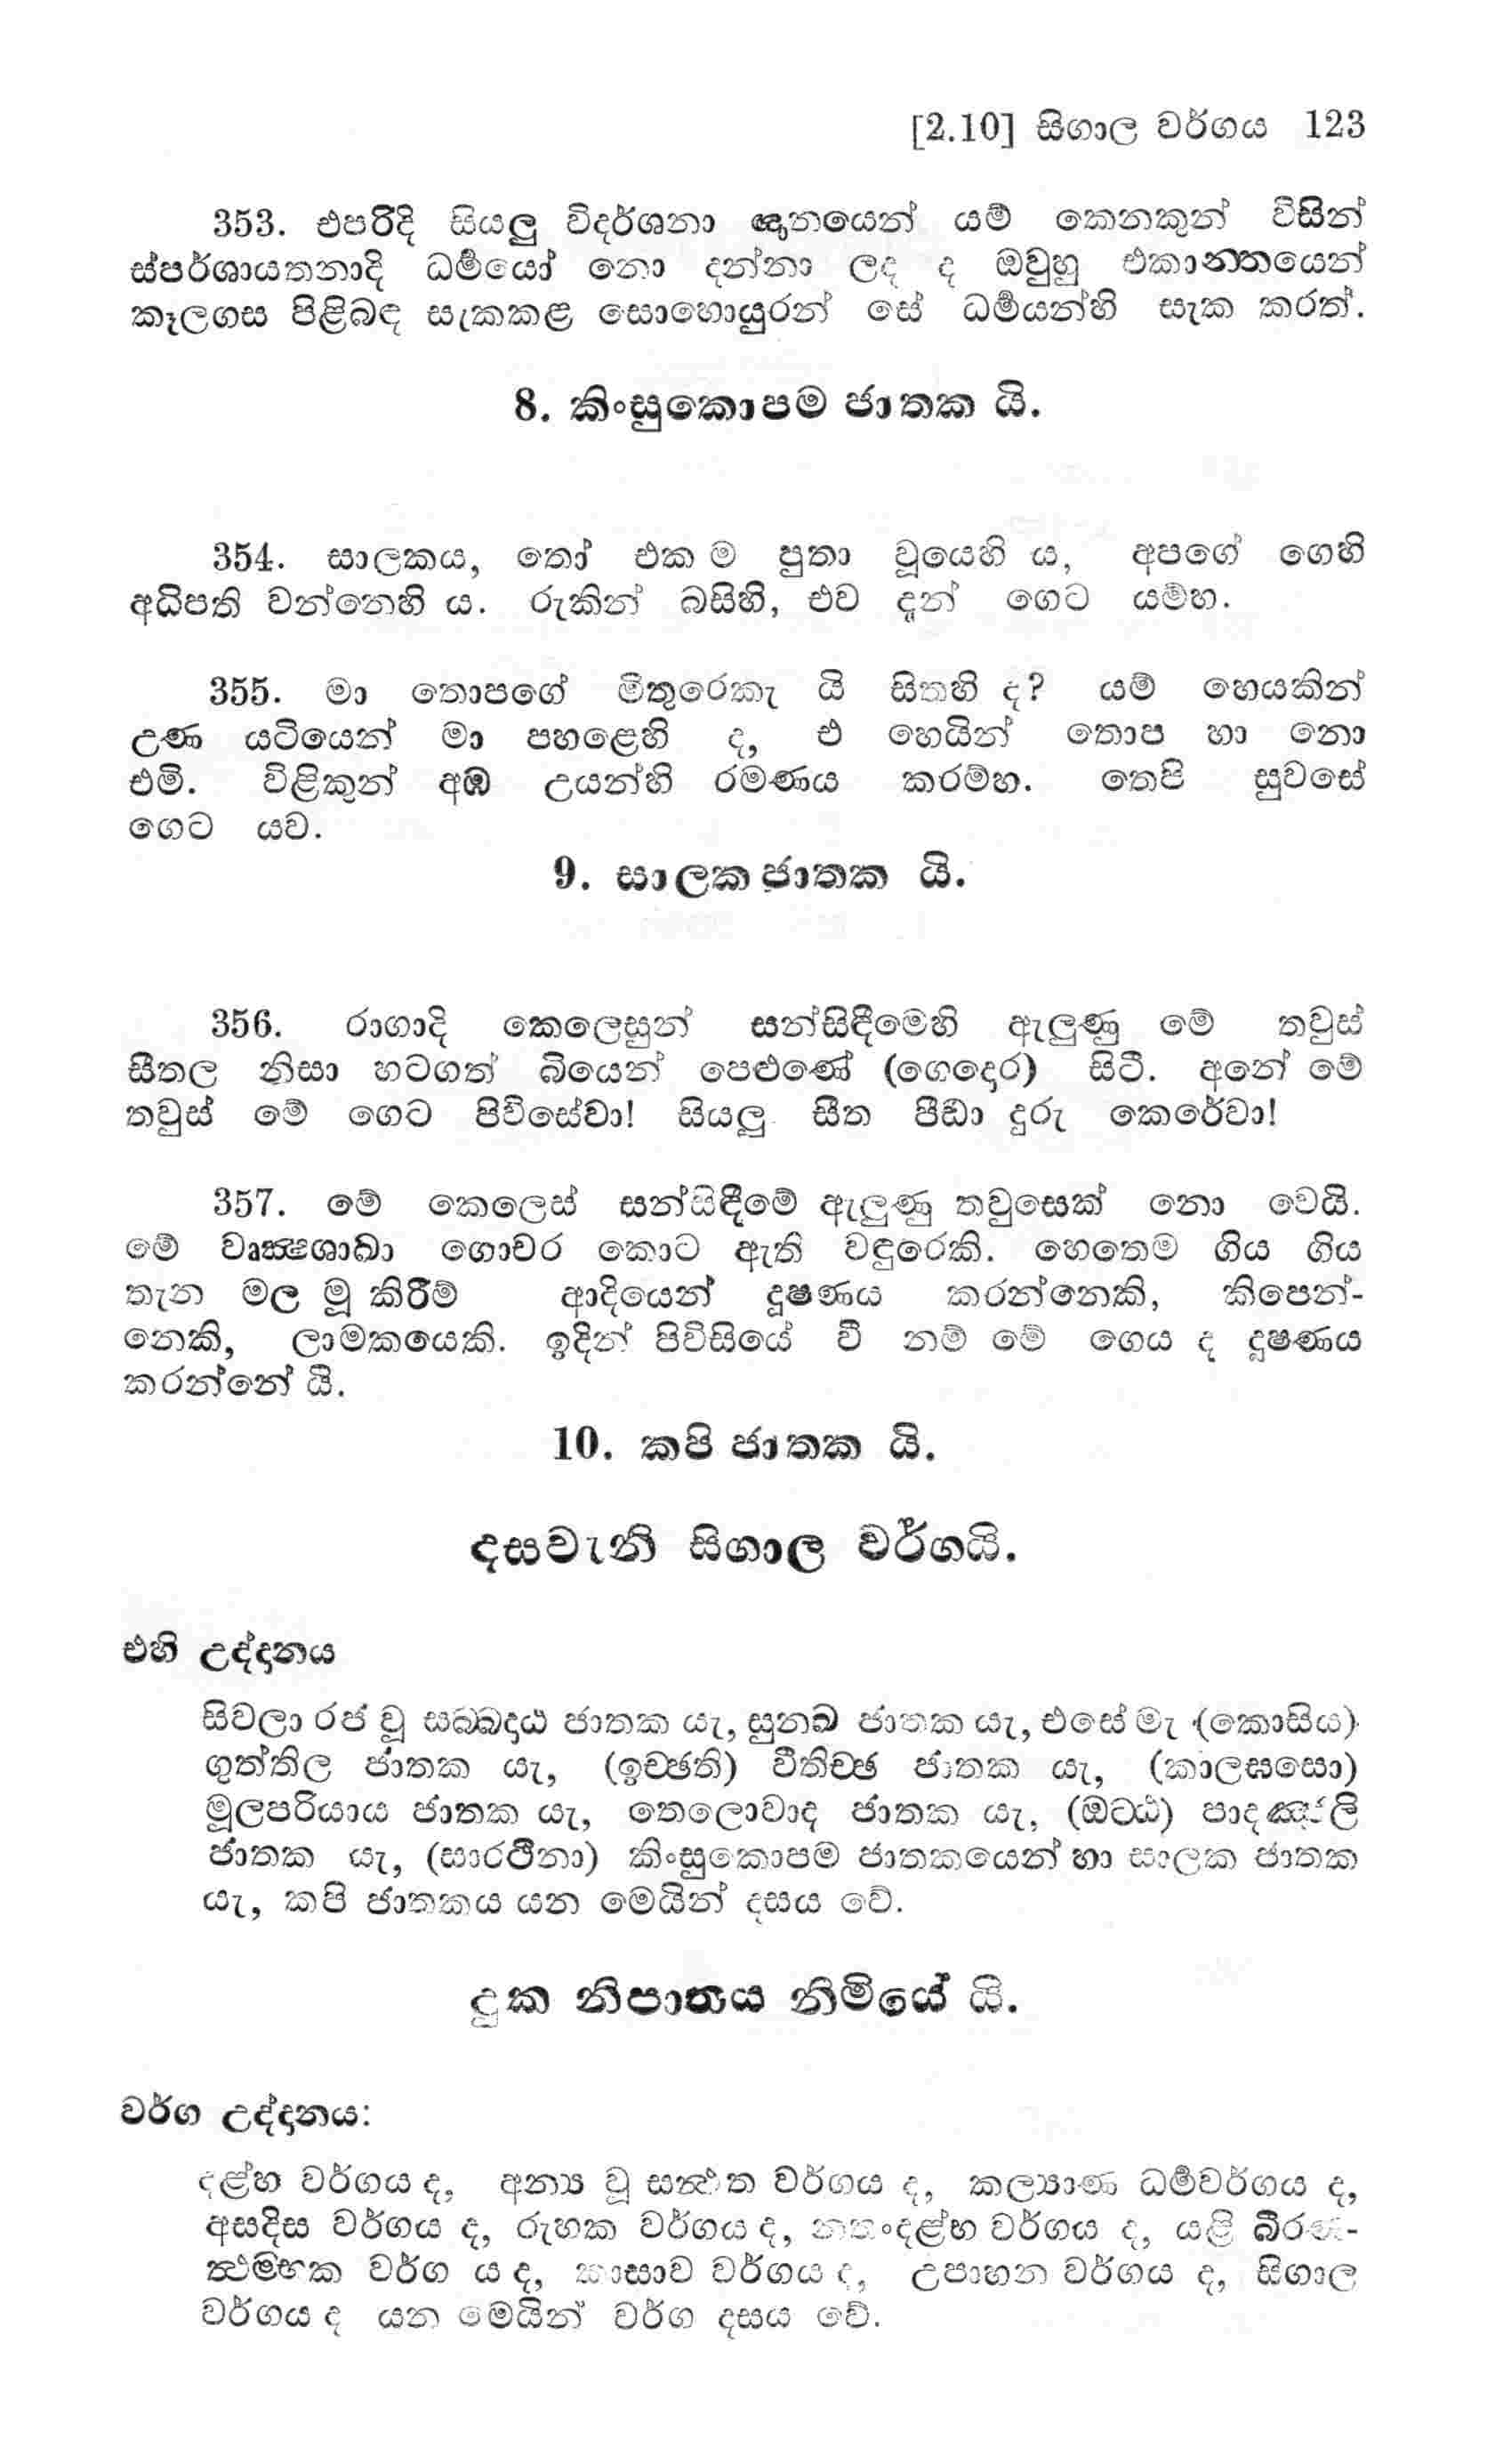 [2.10] සිගාල වර්ගය 123
353. එපරිදි සියලු විදර්ශනා ඥානයෙන් යම් කෙනකුන් විසින්
ස්පර්ශායතනාදි ධර්‍මයෝ නො දන්නා ලද ද ඔවුහු එකාන්තයෙන්
කෑලගස පිළිබඳ සැකකළ සොහොයුරන් සේ ධර්‍මයන්හි සැක කරත්.
8. කිංසුකොපම ජාතක යි.
354. සාලකය, තෝ එක ම පුතා වූයෙහි ය, අපගේ ගෙහි
අධිපති වන්නෙහි ය. රුකින් බසිහි, එව දැන් ගෙට යම්හ.
355. මා තොපගේ මිතුරෙකැ යි සිතහි ද? යම් හෙයකින්
උණ යටියෙන් මා පහළෙහි ද, එ හෙයින් තොප හා නො
එමි. විළිකුන් අඹ උයන්හි රමණය කරම්හ. තෙපි සුවසේ
ගෙට යව.
9. සාලක ජාතක යි.
356. රාගාදි කෙලෙසුන් සන්සිඳීමෙහි ඇලුණු මේ තවුස්
සීතල නිසා හටගත් බියෙන් පෙළුණේ (ගෙදොර) සිටී. අනේ මේ
තවුස් මේ ගෙට පිවිසේවා! සියලු සීත පීඩා දුරු කෙරේවා!
357. මේ කෙලෙස් සන්සිඳීමේ ඇලුණු තවුසෙක් නො වෙයි.
මේ වෘක්‍ෂශාඛා ගොචර කොට ඇති වඳුරෙකි. හෙතෙම ගිය ගිය
තැන මල මූ කිරීම් ආදියෙන් දූෂණය කරන්නෙකි, කිපෙන්-
නෙකි, ලාමකයෙකි. ඉදින් පිවිසියේ වී නම් මේ ගෙය ද දූෂණය
කරන්නේ යි.
10. කපි ජාතක යි.
දසවැනි සිගාල වර්ගයි.
එහි උද්දානය
සිවලා රජ වූ සබ්බදාඨ ජාතක යැ, සුනඛ ජාතක යැ, එසේ මැ (කොසිය)
ගුත්තිල ජාතක යැ, (ඉච්ඡති) වීතිච්ඡ ජාතක යැ, (කාලඝසො)
මූලපරියාය ජාතක යැ, තෙලොවාද ජාතක යැ, (ඔට්ඨ) පාදඤ්ජලි
ජාතක යැ, (සාරථිනා) කිංසුකොපම ජාතකයෙන් හා සාලක ජාතක
යැ, කපි ජාතකය යන මෙයින් දසය වේ.
දුක නිපාතය නිමියේ යි.
වර්ග උද්දානය:
දළ්හ වර්ගය ද, අන්‍ය වූ සන්‍ථත වර්ගය ද, කල්‍යාණ ධර්‍මවර්ගය ද,
අසදිස වර්ගය ද, රුහක වර්ගය ද, නතංදළ්හ වර්ගය ද, යළි බීරණ-
ත්‍ථම්භක වර්ග ය ද, කාසාව වර්ගය ද, උපාහන වර්ගය ද, සිගාල
වර්ගය ද යන මෙයින් වර්ග දසය වේ.